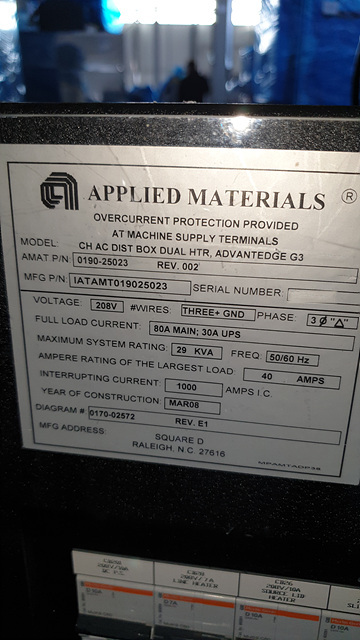 APPLIED MATERIALS ®
OVERCURRENT PROTECTION PROVIDED
AT MACHINE SUPPLY TERMINALS
MODEL: CH AC DIST BOX DUAL HTR, ADVANTEDGE G3
AMAT P/N: 0190-25023 REV. 002
MFG P/N: IATAMT019025023 SERIAL NUMBER:
VOLTAGE: 208V #WIRES: THREE+ GND PHASE: 3 Ø "Δ"
FULL LOAD CURRENT: 80A MAIN; 30A UPS
MAXIMUM SYSTEM RATING: 29 KVA FREQ: 50/60 Hz
AMPERE RATING OF THE LARGEST LOAD: 40 AMPS
INTERRUPTING CURRENT: 1000 AMPS I.C.
YEAR OF CONSTRUCTION: MAR08
DIAGRAM # 0170-02572 REV. E1
MFG ADDRESS: SQUARE D
RALEIGH, N.C. 27616